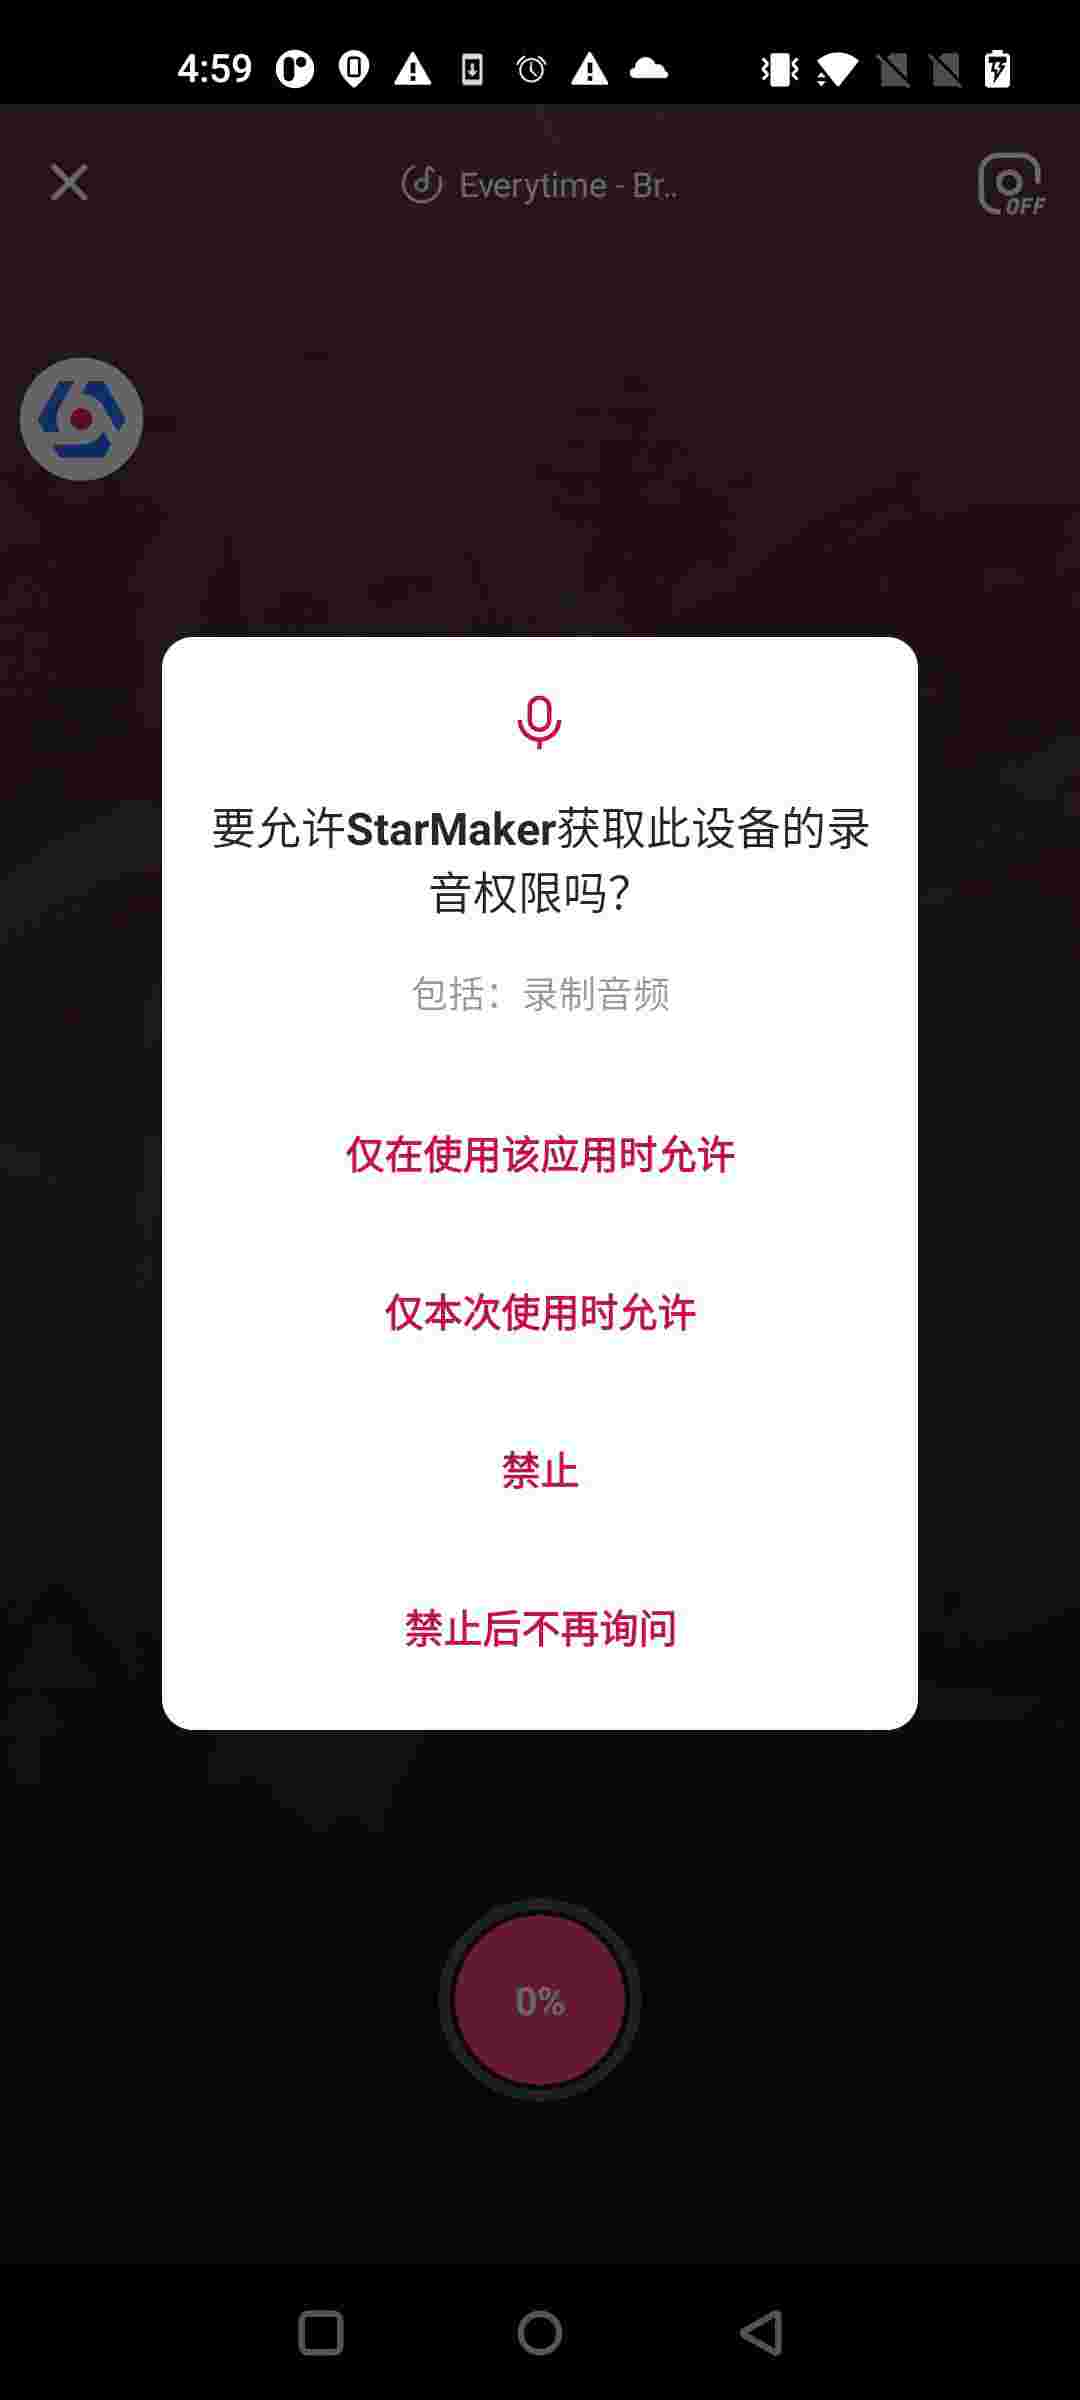 4:59
Everytime - Br..
OFF
要允许StarMaker获取此设备的录
音权限吗？
包括：录制音频
仅在使用该应用时允许
仅本次使用时允许
禁止
禁止后不再询问
0%